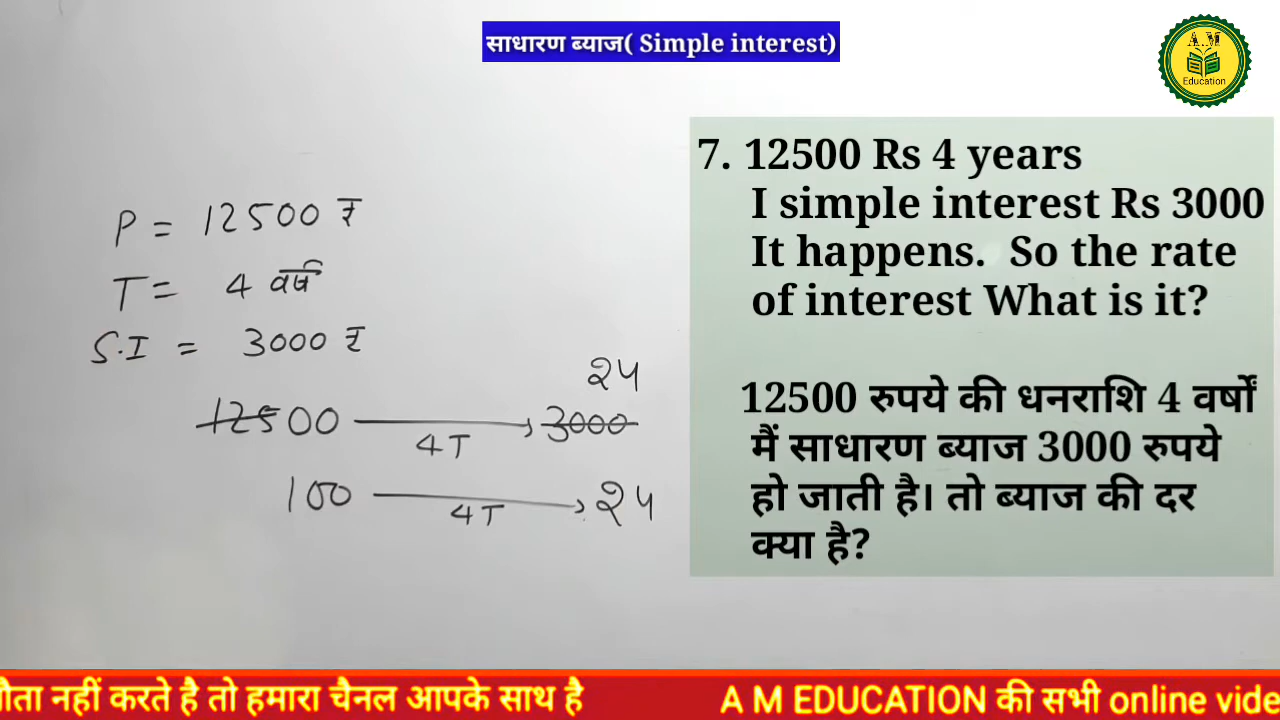 साधारण ब्याज( Simple interest)
A.M
Education
7. 12500 Rs 4 years
I simple interest Rs 3000
It happens. So the rate
of interest What is it?
12500 रुपये की धनराशि 4 वर्षों
मैं साधारण ब्याज 3000 रुपये
हो जाती है। तो ब्याज की दर
क्या है?
P = 12500 ₹
T = 4 वर्ष
S.I = 3000 ₹
24
12500 4T 3000
100 4T 24
नहीं करते है तो हमारा चैनल आपके साथ है
A M EDUCATION की सभी online vide